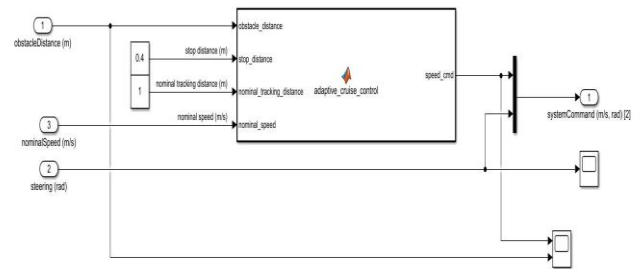 1
obstacleDistance (m)
obstacle_distance
0.4
stop distance (m)
stop_distance
1
nominal tracking distance (m)
nominal_tracking_distance
adaptive_cruise_control
speed_cmd
3
nominalSpeed (m/s)
nominal speed (m/s)
nominal_speed
1
systemCommand (m/s, rad) [2]
2
steering (rad)